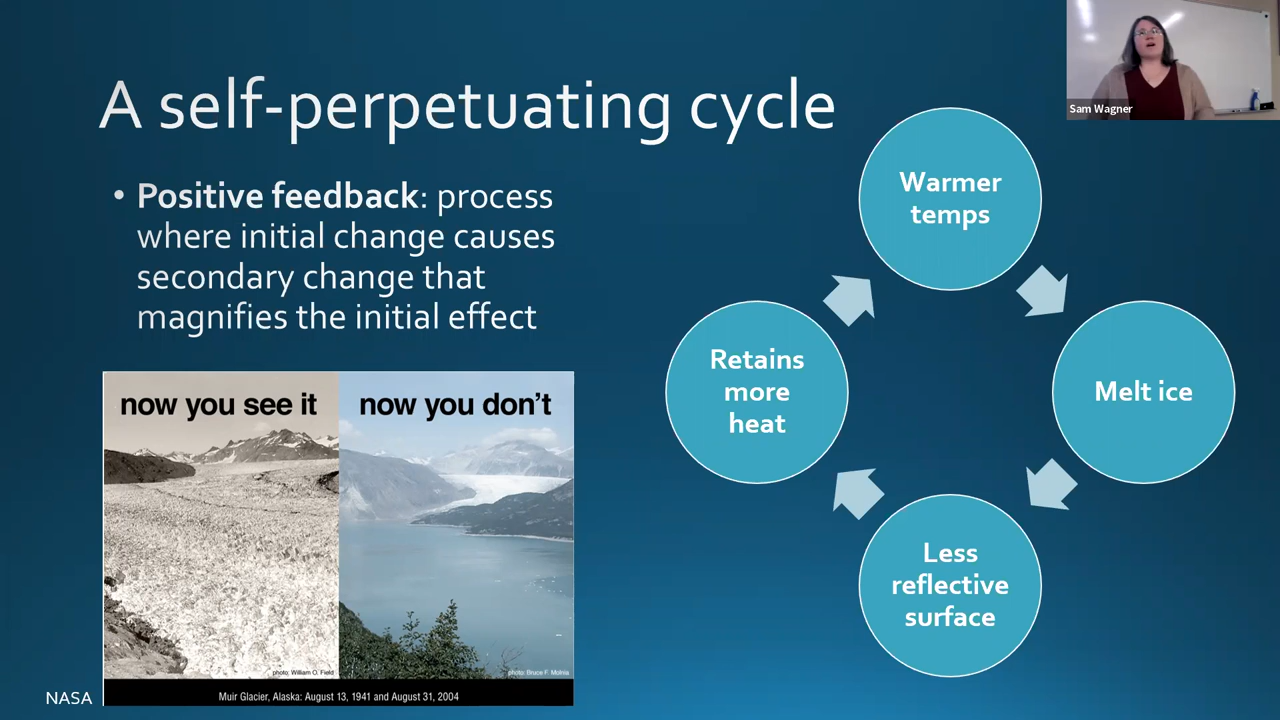 A self-perpetuating cycle
Sam Wagner
• Positive feedback: process
where initial change causes
secondary change that
magnifies the initial effect
Warmer
temps
Melt ice
Less
reflective
surface
Retains
more
heat
now you see it
now you don't
photo: William O. Field
photo: Bruce F. Molnia
Muir Glacier, Alaska: August 13, 1941 and August 31, 2004
NASA